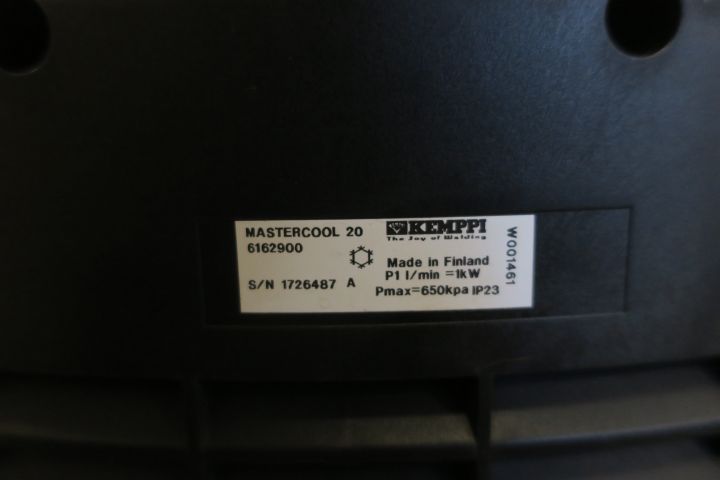 MASTERCOOL 20
6162900
S/N 1726487 A
KEMPPI
The Joy of Welding
Made in Finland
P1 l/min =1kW
Pmax=650kpa IP23
W001461